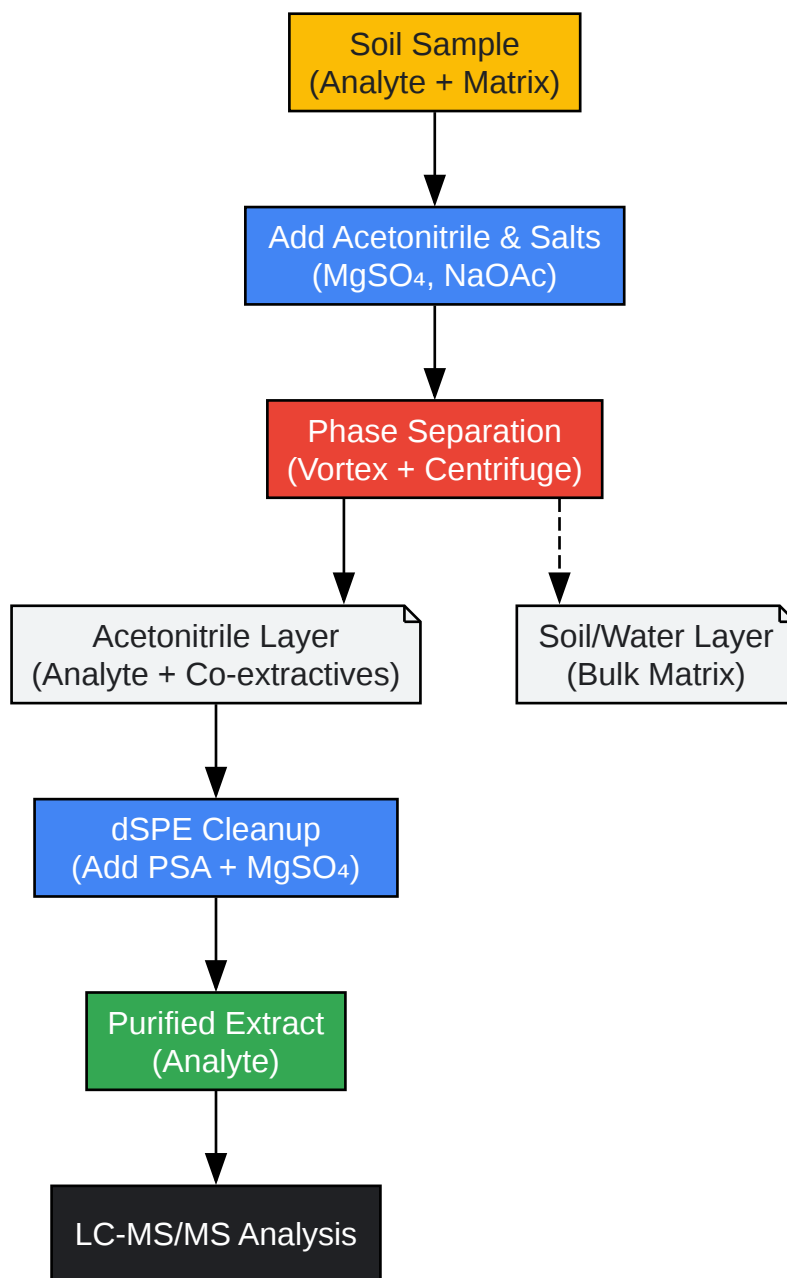 Soil Sample
(Analyte + Matrix)
Add Acetonitrile & Salts
(MgSO₄, NaOAc)
Phase Separation
(Vortex + Centrifuge)
Acetonitrile Layer
(Analyte + Co-extractives)
Soil/Water Layer
(Bulk Matrix)
dSPE Cleanup
(Add PSA + MgSO₄)
Purified Extract
(Analyte)
LC-MS/MS Analysis